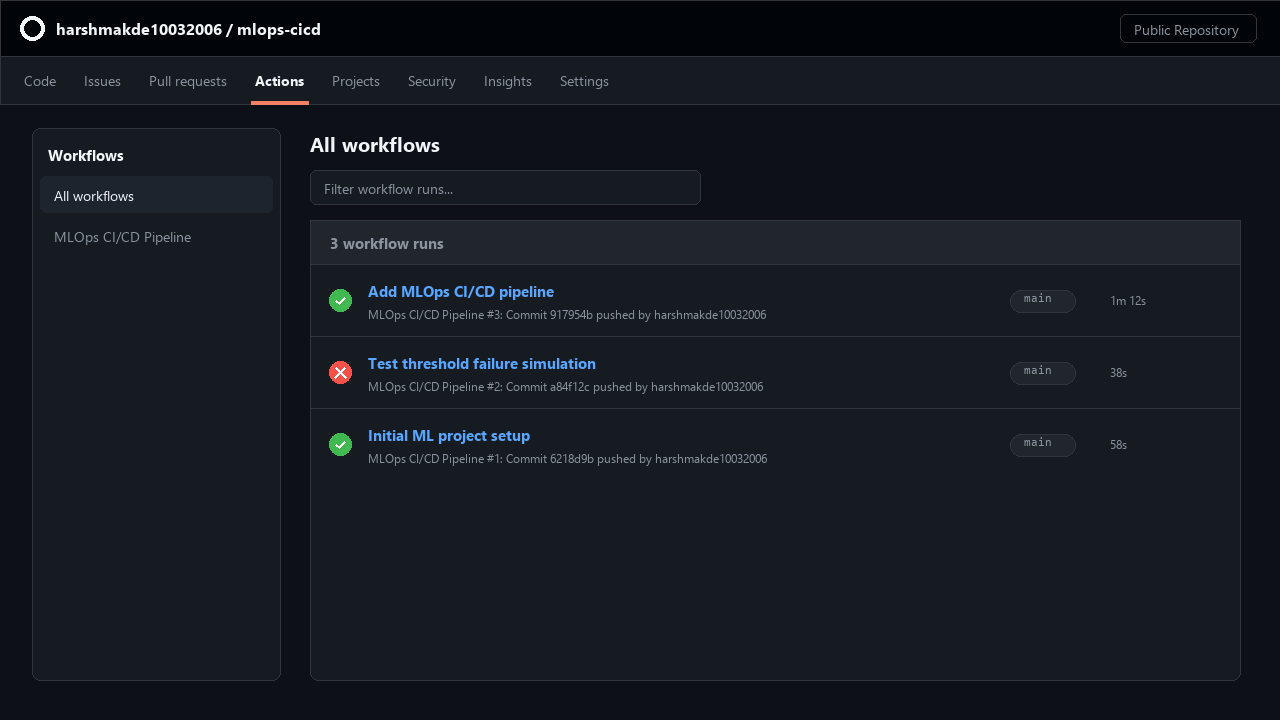 harshmakde10032006 / mlops-cicd
Public Repository
Code Issues Pull requests Actions Projects Security Insights Settings
Workflows
All workflows
MLOps CI/CD Pipeline
All workflows
Filter workflow runs...
3 workflow runs
Add MLOps CI/CD pipeline
MLOps CI/CD Pipeline #3: Commit 917954b pushed by harshmakde10032006
main
1m 12s
Test threshold failure simulation
MLOps CI/CD Pipeline #2: Commit a84f12c pushed by harshmakde10032006
main
38s
Initial ML project setup
MLOps CI/CD Pipeline #1: Commit 6218d9b pushed by harshmakde10032006
main
58s